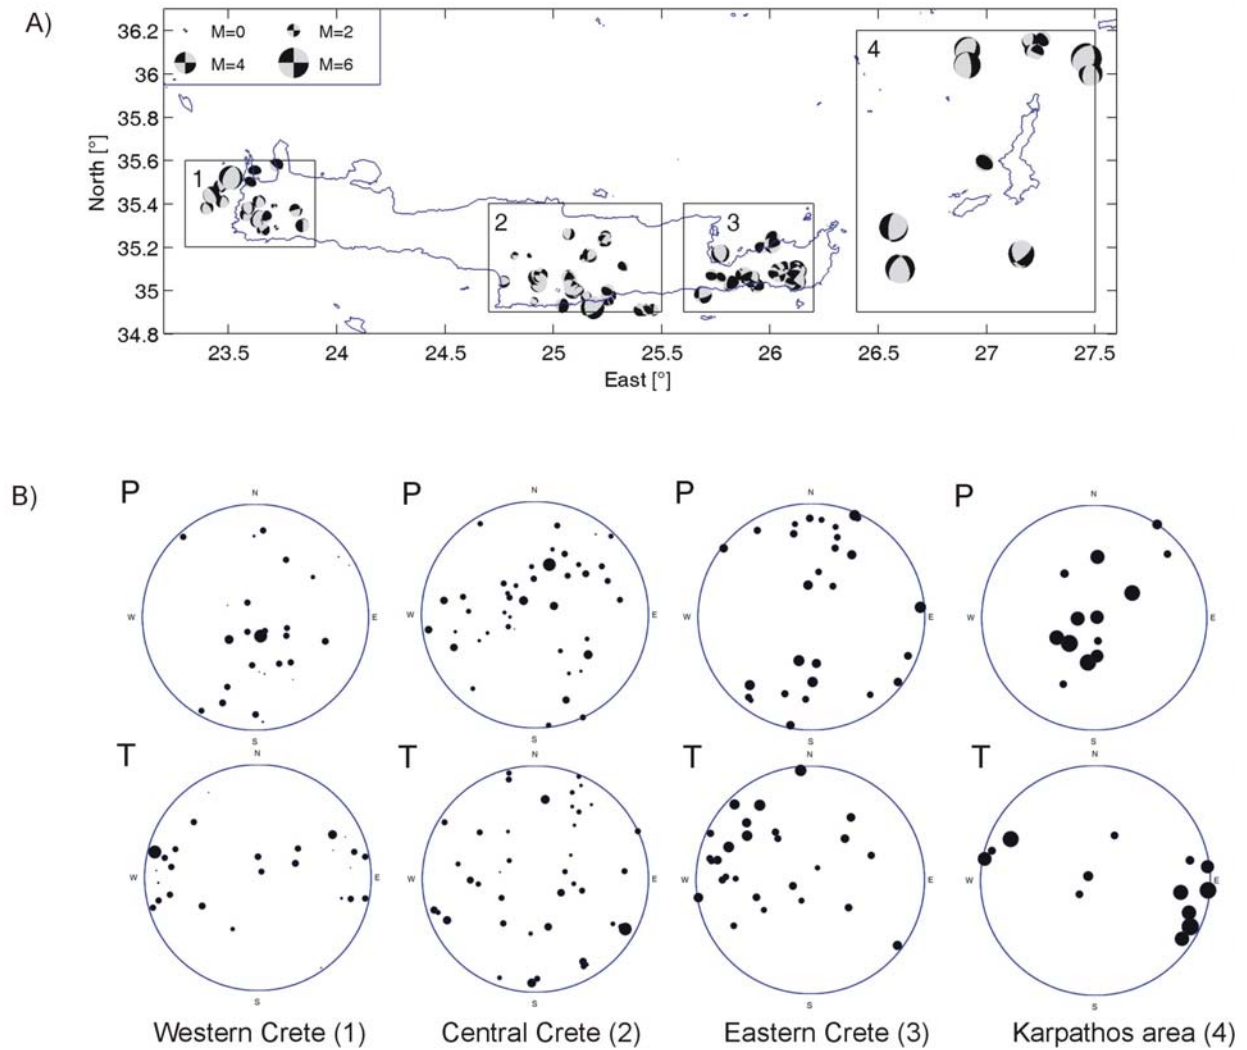 A)
M=0 M=2
M=4 M=6
36.2
36
35.8
35.6
35.4
35.2
35
34.8
North [°]
1
2
3
4
23.5 24 24.5 25 25.5 26 26.5 27 27.5
East [°]
B)
P P P P
N N N N
W E W E W E W E
S S S S
T T T T
N N N N
W E W E W E W E
S S S S
Western Crete (1) Central Crete (2) Eastern Crete (3) Karpathos area (4)